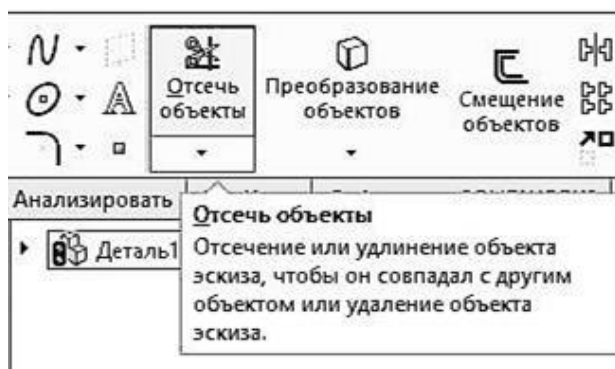 Отсечь
объекты
Преобразование
объектов
Смещение
объектов
Анализировать
Деталь1
Отсечь объекты
Отсечение или удлинение объекта
эскиза, чтобы он совпадал с другим
объектом или удаление объекта
эскиза.